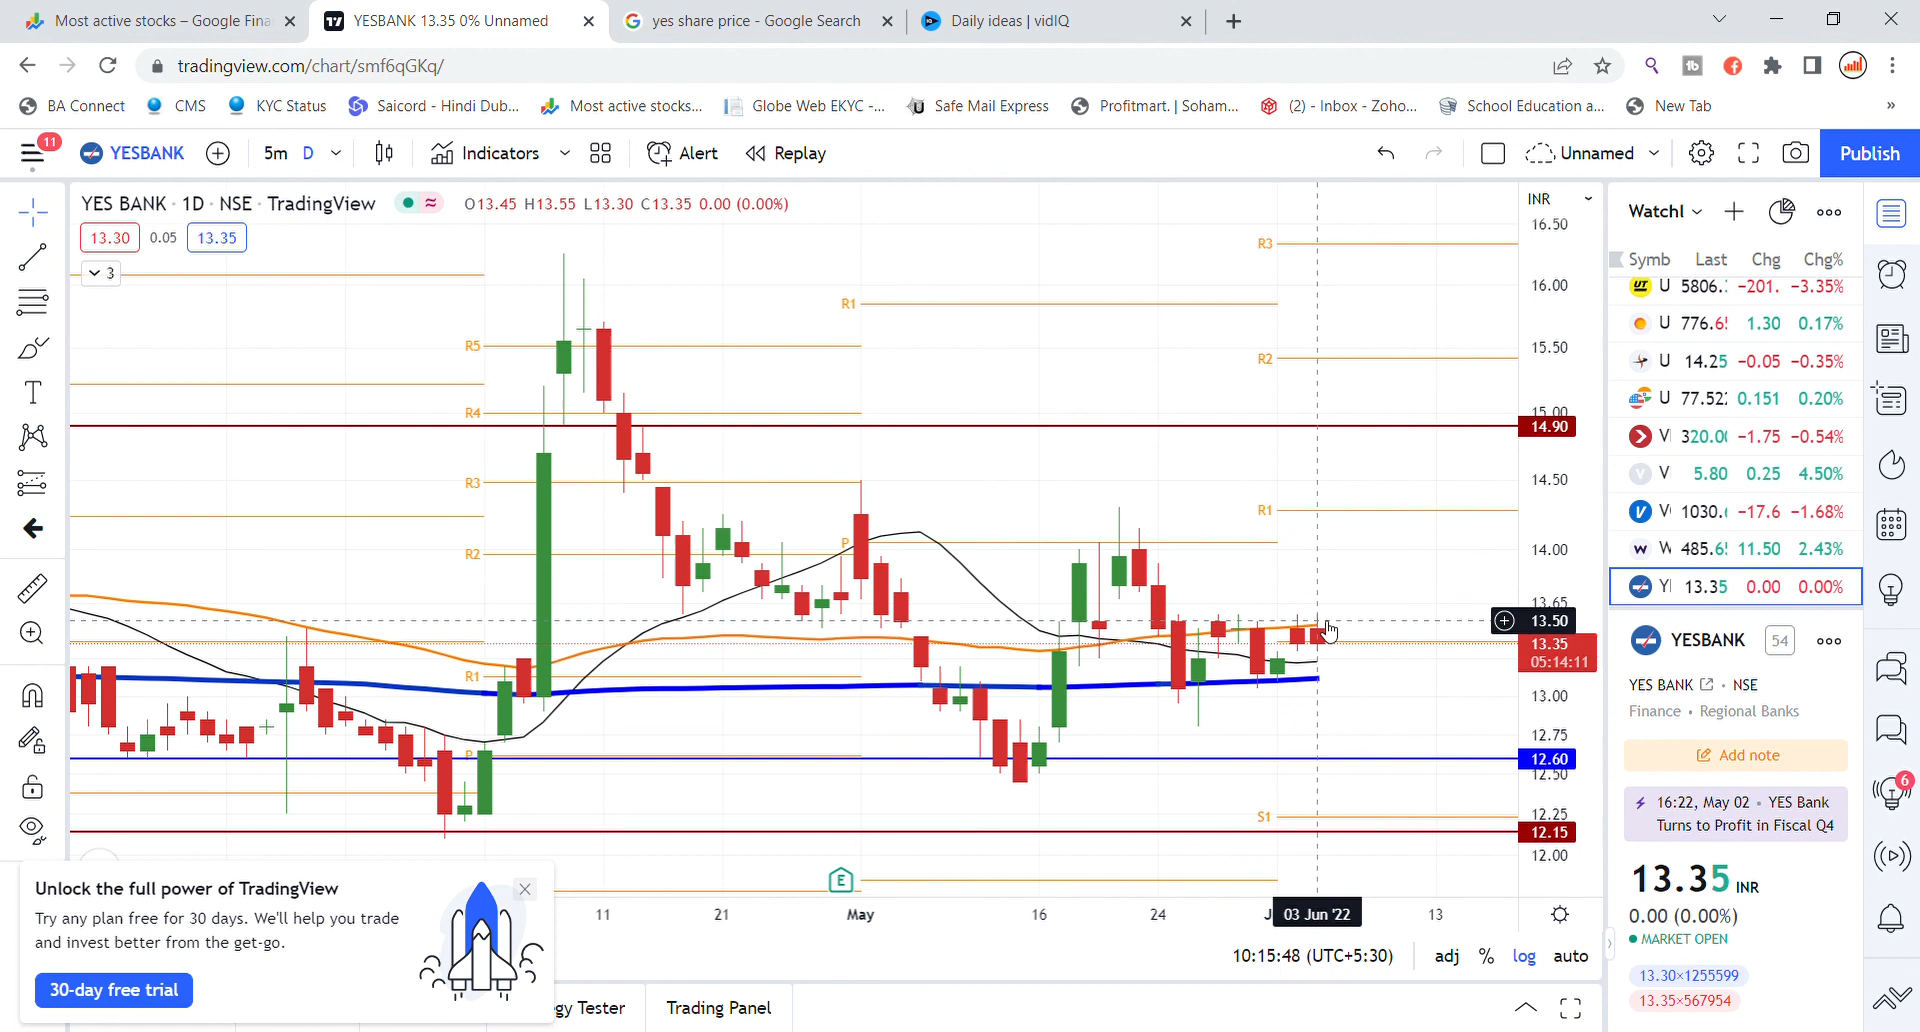 Most active stocks – Google Fina
YESBANK 13.35 0% Unnamed
yes share price - Google Search
Daily ideas | vidIQ
tradingview.com/chart/smf6qGKq/
BA Connect
CMS
KYC Status
Saicord - Hindi Dub...
Most active stocks...
Globe Web EKYC -...
Safe Mail Express
Profitmart. | Soham...
(2) - Inbox - Zoho...
School Education a...
New Tab
»
11
YESBANK
5m D
Indicators
Alert
Replay
Unnamed
Publish
YES BANK · 1D · NSE · TradingView
O13.45 H13.55 L13.30 C13.35 0.00 (0.00%)
13.30 0.05 13.35
3
INR
16.50
16.00
15.50
15.00
14.90
14.50
14.00
13.65
13.50
13.35
05:14:11
13.00
12.75
12.60
12.50
12.25
12.15
12.00
R3
R1
R5
R2
R4
R3
R1
P
R2
R1
P
S1
E
11
21
May
16
24
03 Jun '22
13
10:15:48 (UTC+5:30)
adj % log auto
Unlock the full power of TradingView
Try any plan free for 30 days. We'll help you trade
and invest better from the get-go.
30-day free trial
gy Tester
Trading Panel
Watchl
Symb Last Chg Chg%
U 5806. −201. −3.35%
U 776.65 1.30 0.17%
U 14.25 −0.05 −0.35%
U 77.522 0.151 0.20%
320.00 −1.75 −0.54%
V 5.80 0.25 4.50%
1030. −17.6 −1.68%
485.65 11.50 2.43%
13.35 0.00 0.00%
YESBANK
54
YES BANK · NSE
Finance • Regional Banks
Add note
16:22, May 02 • YES Bank
Turns to Profit in Fiscal Q4
13.35 INR
0.00 (0.00%)
MARKET OPEN
13.30×1255599
13.35×567954
6